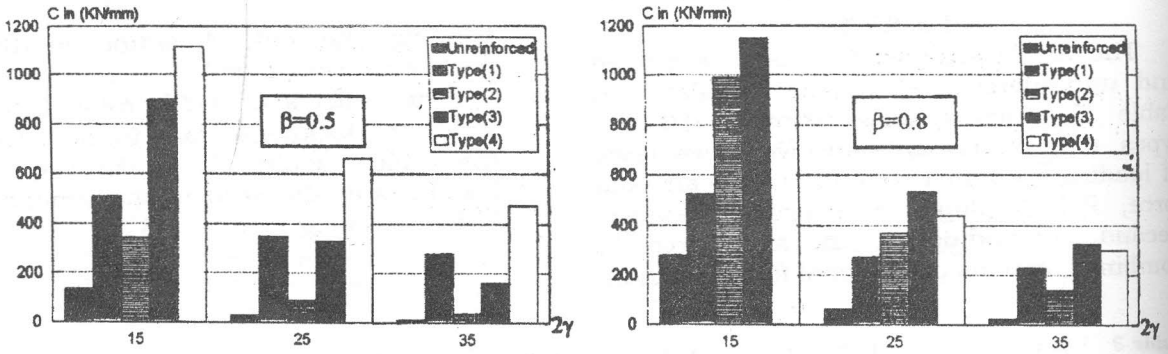 C in (KN/mm)
1200
1000
800
600
400
200
0
15
25
35
2γ
β=0.5
Unreinforced
Type(1)
Type(2)
Type(3)
Type(4)
C in (KN/mm)
1200
1000
800
600
400
200
0
15
25
35
2γ
β=0.8
Unreinforced
Type(1)
Type(2)
Type(3)
Type(4)